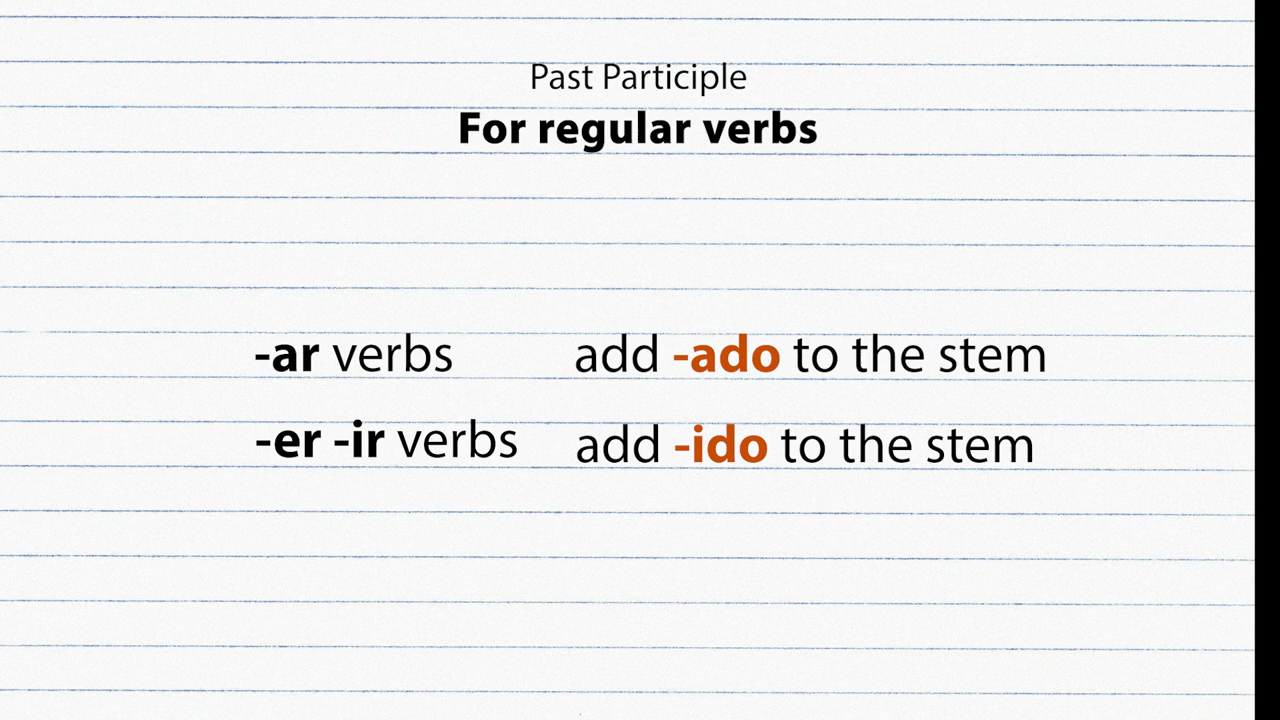 Past Participle
For regular verbs
-ar verbs add -ado to the stem
-er -ir verbs add -ido to the stem